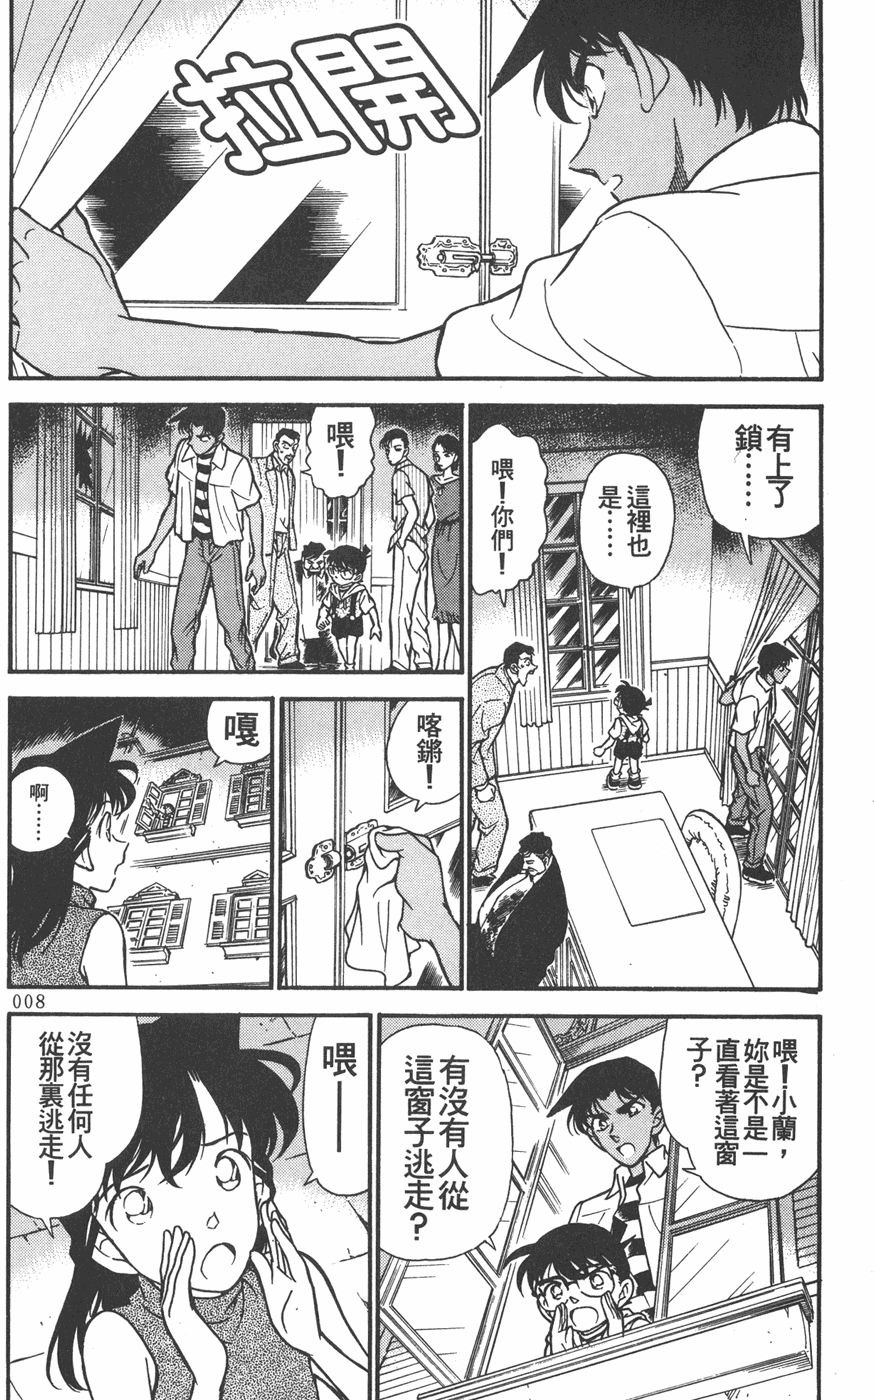 拉開
有上了
鎖……
這裡也
是……
喂！你們！
喂！
喀鏘！
嘎
啊……
008
喂！小蘭，
妳是不是一
直看著這窗
子？
有沒有人從
這窗子逃走？
喂——
沒有任何人
從那裏逃走！